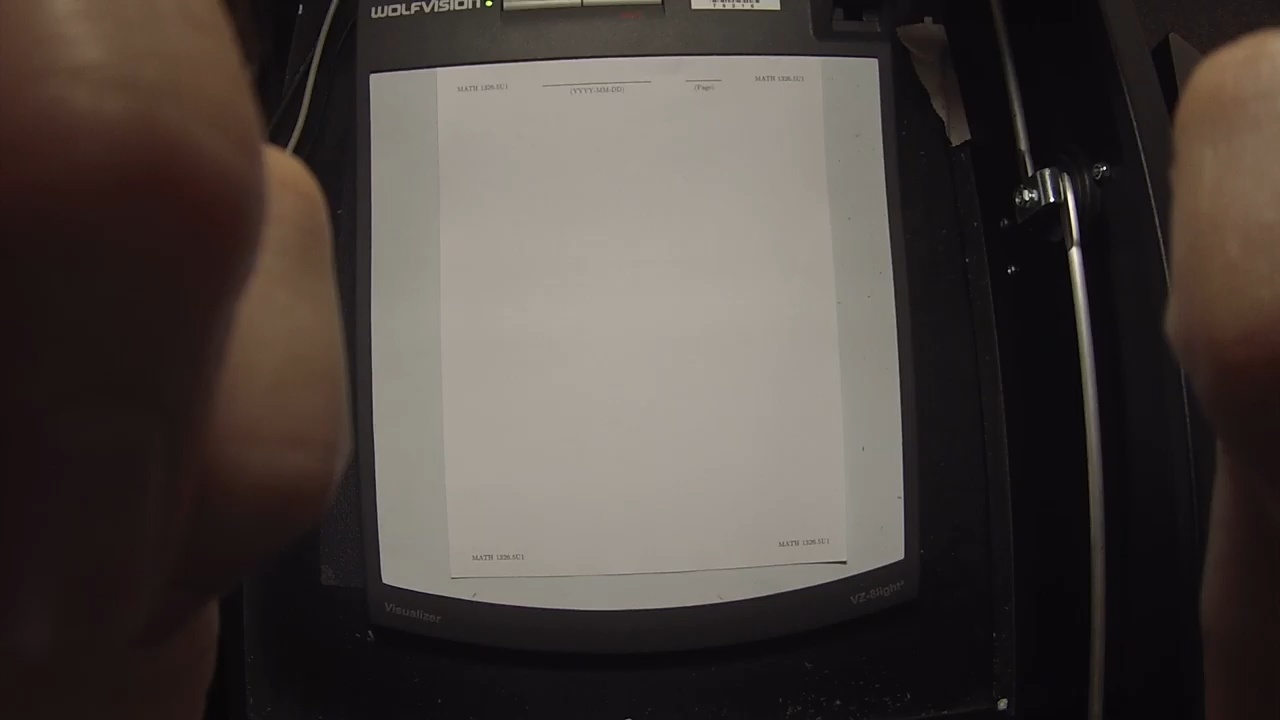 WOLFVISION
MATH 1326.5U1
(YYYY-MM-DD)
(Page)
MATH 1326.5U1
MATH 1326.5U1
MATH 1326.5U1
Visualizer
VZ-8light³